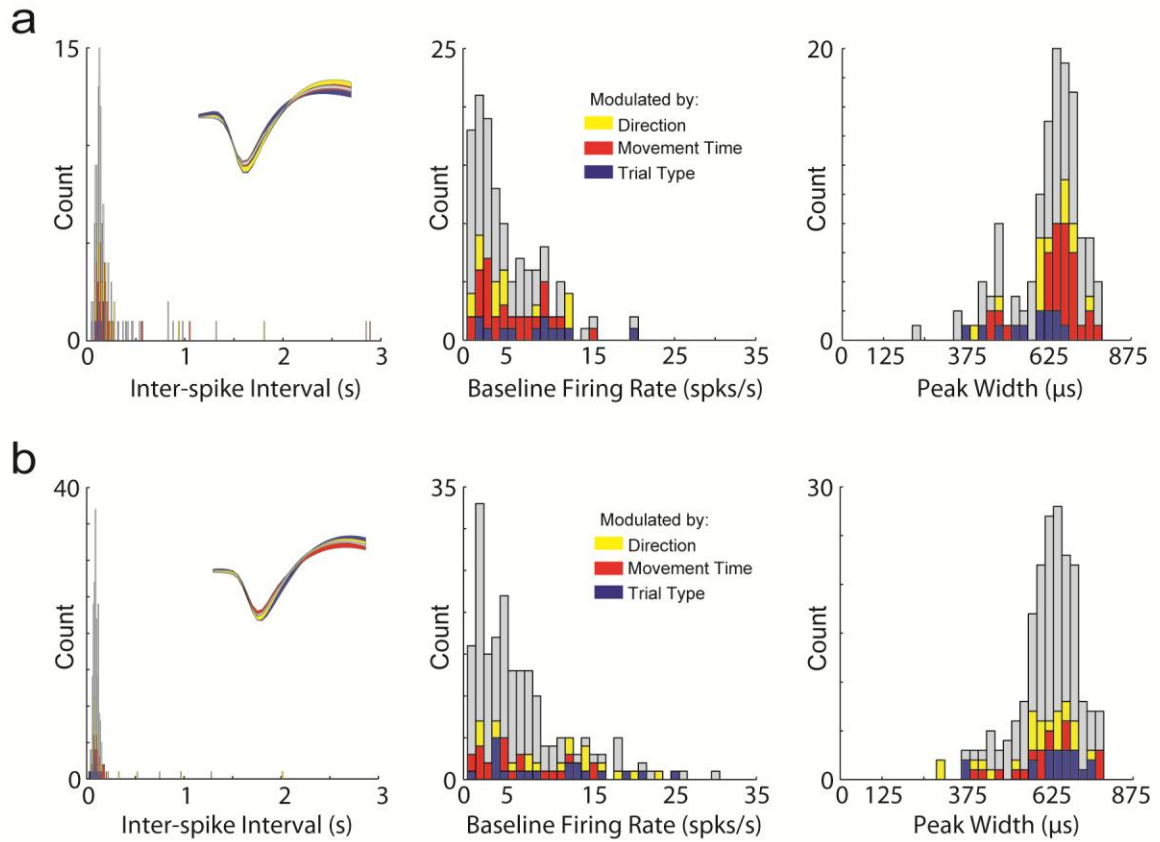 a
15
Count
0
0
1
2
3
Inter-spike Interval (s)
25
Count
0
Modulated by:
Direction
Movement Time
Trial Type
0
5
15
25
35
Baseline Firing Rate (spks/s)
20
Count
0
0
125
375
625
875
Peak Width (µs)
b
40
Count
0
0
1
2
3
Inter-spike Interval (s)
35
Count
0
Modulated by:
Direction
Movement Time
Trial Type
0
5
15
25
35
Baseline Firing Rate (spks/s)
30
Count
0
0
125
375
625
875
Peak Width (µs)